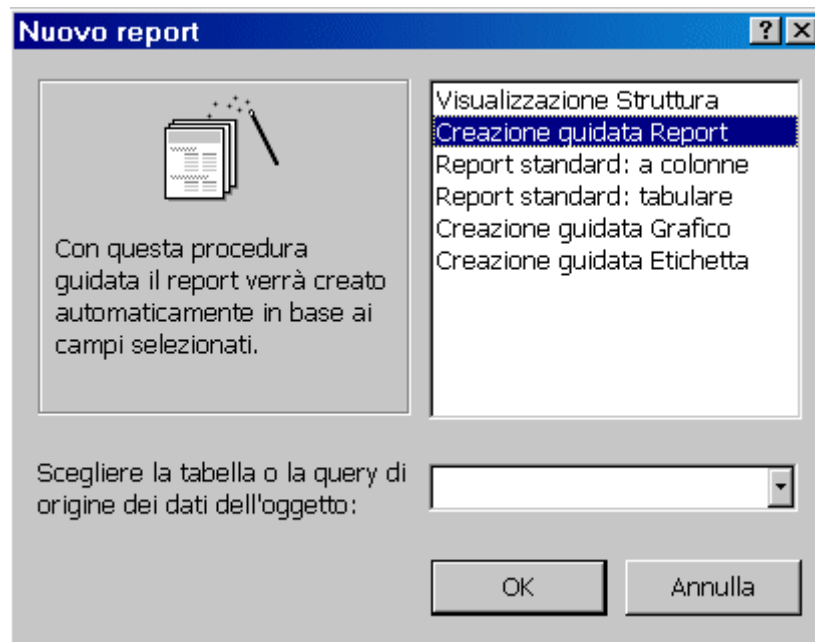 Nuovo report
Con questa procedura
guidata il report verrà creato
automaticamente in base ai
campi selezionati.
Visualizzazione Struttura
Creazione guidata Report
Report standard: a colonne
Report standard: tabulare
Creazione guidata Grafico
Creazione guidata Etichetta
Scegliere la tabella o la query di
origine dei dati dell'oggetto:
OK
Annulla